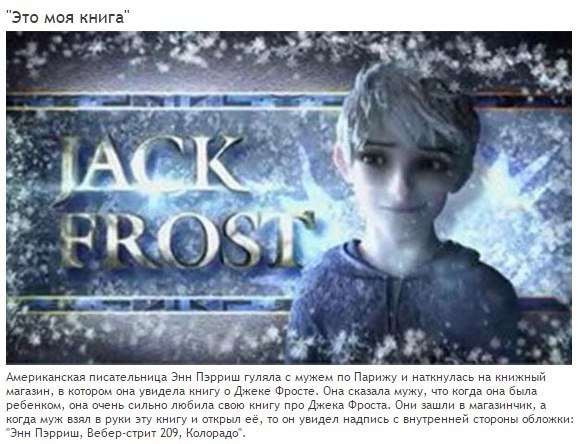 "Это моя книга"
JACK
FROST
Американская писательница Энн Пэрриш гуляла с мужем по Парижу и наткнулась на книжный
магазин, в котором она увидела книгу о Джеке Фросте. Она сказала мужу, что когда она была
ребенком, она очень сильно любила свою книгу про Джека Фроста. Они зашли в магазинчик, а
когда муж взял в руки эту книгу и открыл её, то он увидел надпись с внутренней стороны обложки:
"Энн Пэрриш, Вебер-стрит 209, Колорадо".